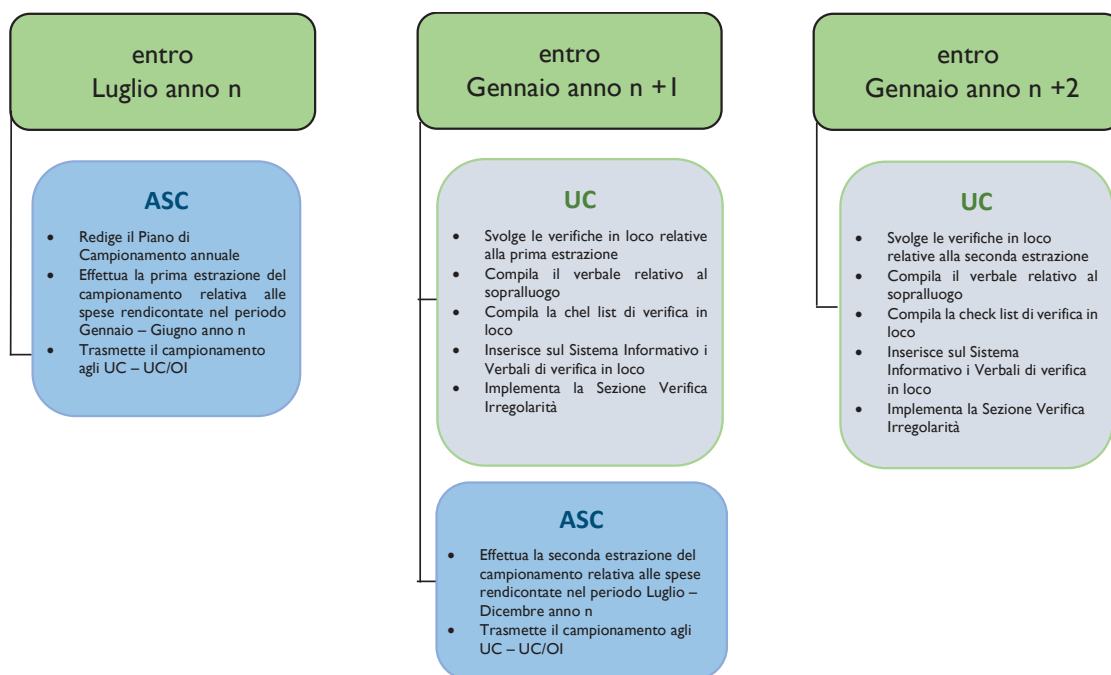 entro
Luglio anno n
ASC
• Redige il Piano di
Campionamento annuale
• Effettua la prima estrazione del
campionamento relativa alle
spese rendicontate nel periodo
Gennaio – Giugno anno n
• Trasmette il campionamento
agli UC – UC/OI
entro
Gennaio anno n +1
UC
• Svolge le verifiche in loco relative
alla prima estrazione
• Compila il verbale relativo al
sopralluogo
• Compila la chel list di verifica in
loco
• Inserisce sul Sistema Informativo i
Verbali di verifica in loco
• Implementa la Sezione Verifica
Irregolarità
ASC
• Effettua la seconda estrazione del
campionamento relativa alle spese
rendicontate nel periodo Luglio –
Dicembre anno n
• Trasmette il campionamento agli
UC – UC/OI
entro
Gennaio anno n +2
UC
• Svolge le verifiche in loco
relative alla seconda estrazione
• Compila il verbale relativo al
sopralluogo
• Compila la check list di verifica in
loco
• Inserisce sul Sistema
Informativo i Verbali di verifica
in loco
• Implementa la Sezione Verifica
Irregolarità